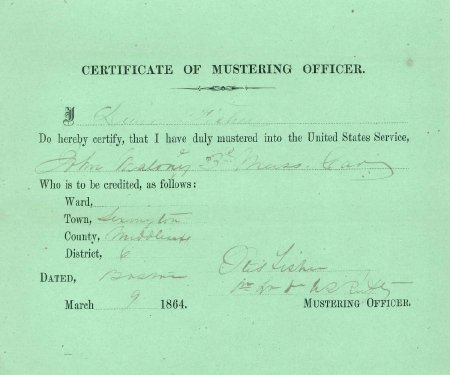 CERTIFICATE OF MUSTERING OFFICER.
I
Do hereby certify, that I have duly mustered into the United States Service,
John Mass. Cav
Who is to be credited, as follows:
Ward,
Town, Lexington
County, Middlesex
District, 6
DATED, Boston
Otis Fisher
March 9 1864.
MUSTERING OFFICER.